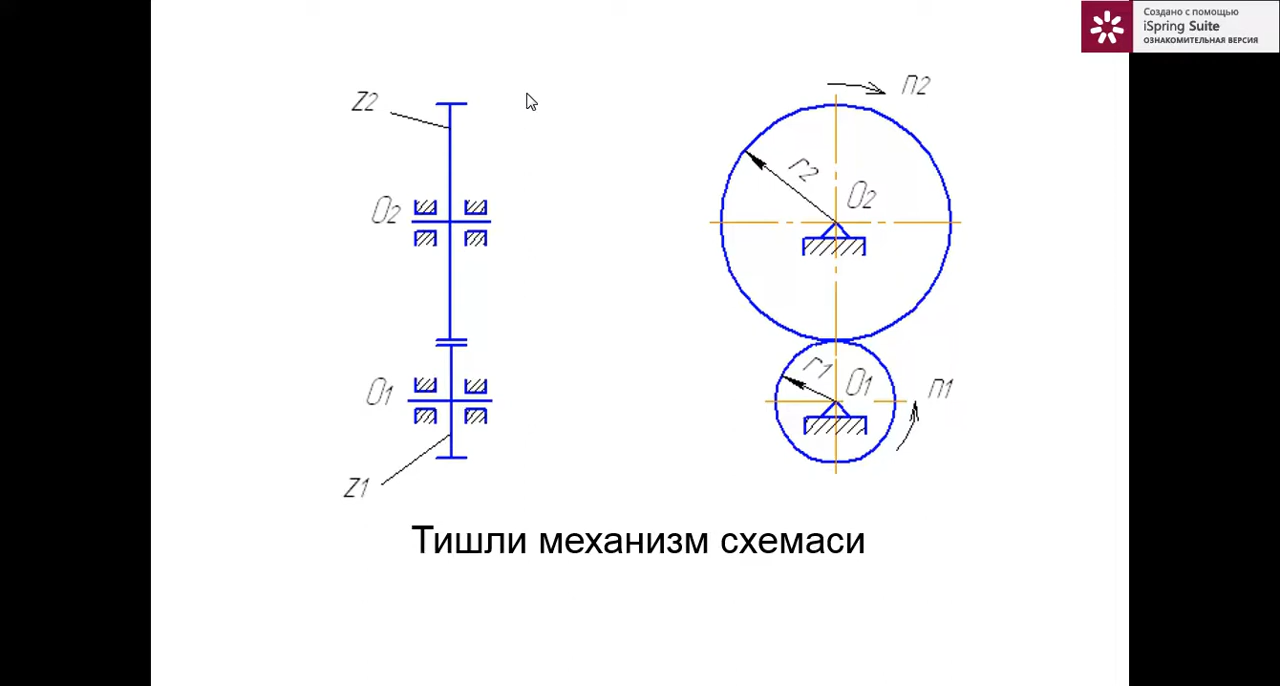 Создано с помощью
iSpring Suite
ОЗНАКОМИТЕЛЬНАЯ ВЕРСИЯ
Z2
n2
r2
O2
O2
r1
O1
n1
O1
Z1
Тишли механизм схемаси